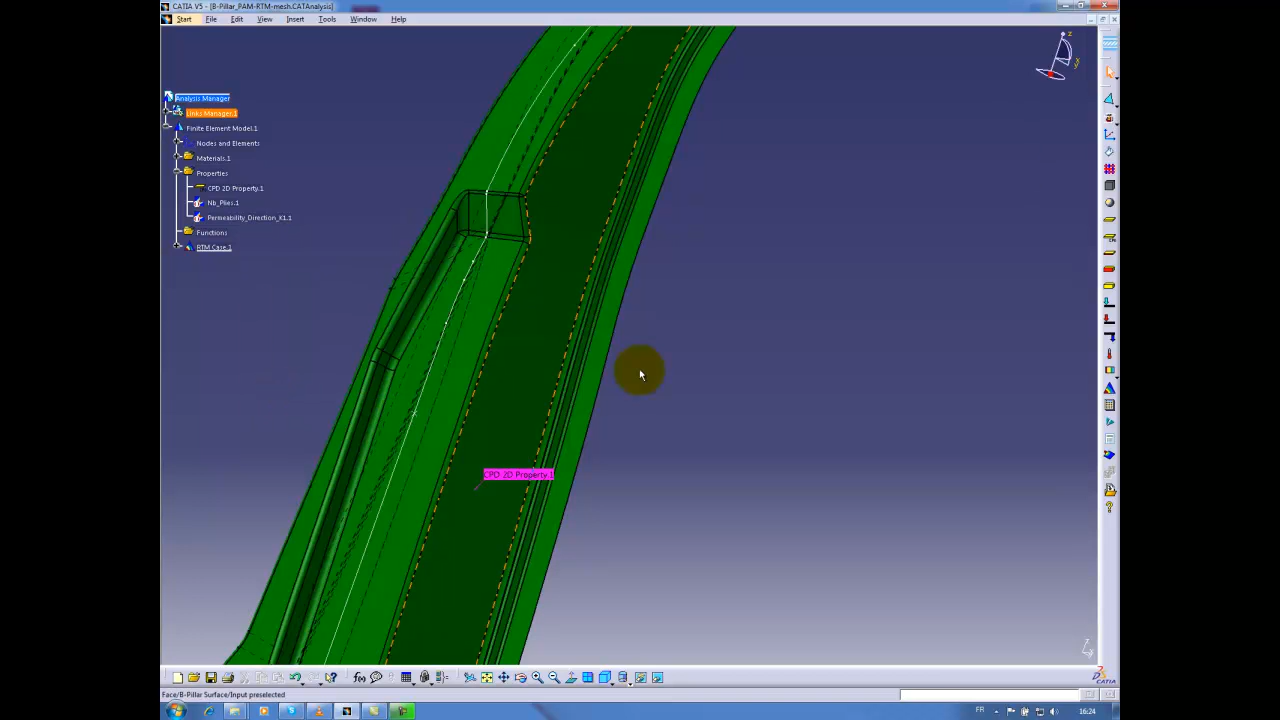 CATIA V5 - [B-Pillar_PAM-RTM-mesh.CATAnalysis]
Start File Edit View Insert Tools Window Help
Analysis Manager
Links Manager.1
Finite Element Model.1
Nodes and Elements
Materials.1
Properties
CPD 2D Property.1
Nb_Plies.1
Permeability_Direction_K1.1
Functions
RTM Case.1
z
CPD 2D Property.1
f(x)
CATIA
Face/B-Pillar Surface/Input preselected
FR 16:24